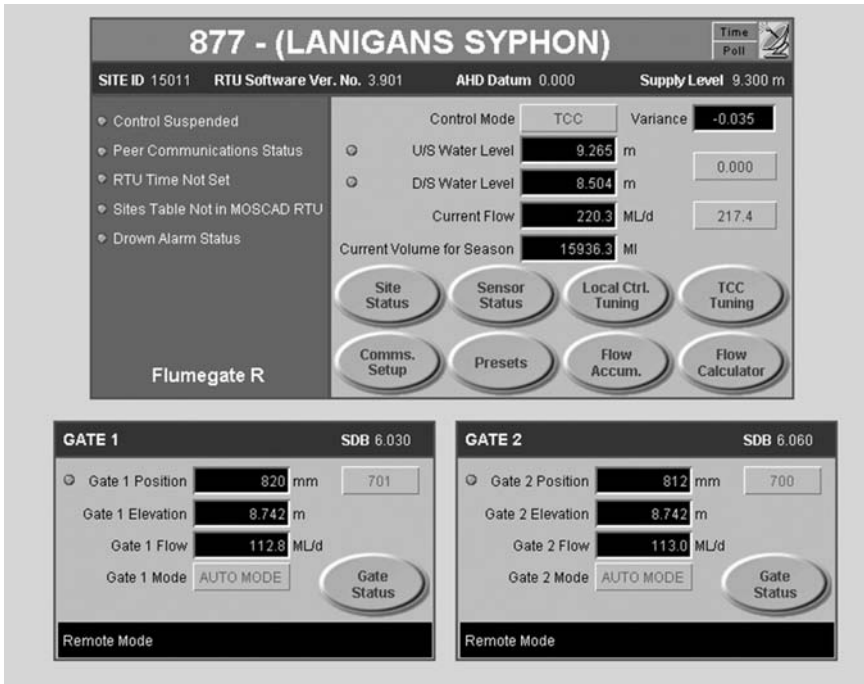 877 - (LANIGANS SYPHON)
Time
Poll
SITE ID 15011 RTU Software Ver. No. 3.901 AHD Datum 0.000 Supply Level 9.300 m
Control Suspended
Peer Communications Status
RTU Time Not Set
Sites Table Not in MOSCAD RTU
Drown Alarm Status
Flumegate R
Control Mode TCC Variance -0.035
U/S Water Level 9.265 m
0.000
D/S Water Level 8.504 m
Current Flow 220.3 ML/d 217.4
Current Volume for Season 15936.3 Ml
Site Status
Sensor Status
Local Ctrl. Tuning
TCC Tuning
Comms. Setup
Presets
Flow Accum.
Flow Calculator
GATE 1 SDB 6.030
Gate 1 Position 820 mm 701
Gate 1 Elevation 8.742 m
Gate 1 Flow 112.8 ML/d
Gate 1 Mode AUTO MODE
Gate Status
Remote Mode
GATE 2 SDB 6.060
Gate 2 Position 812 mm 700
Gate 2 Elevation 8.742 m
Gate 2 Flow 113.0 ML/d
Gate 2 Mode AUTO MODE
Gate Status
Remote Mode